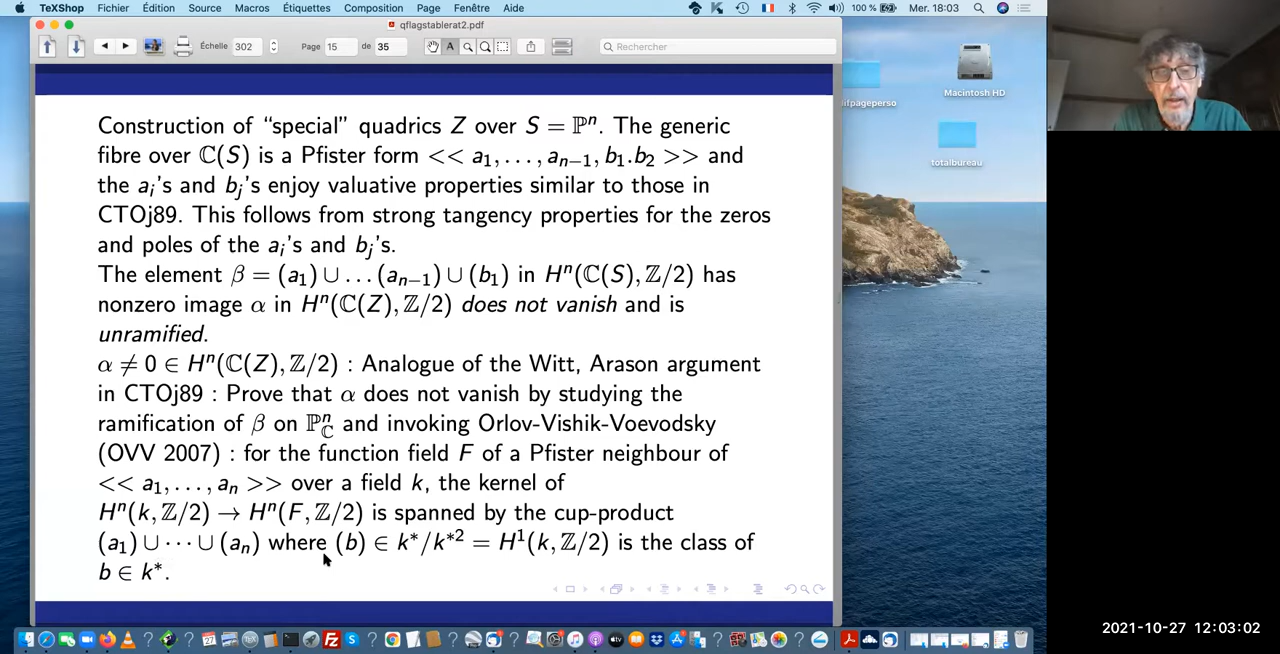 TeXShop Fichier Édition Source Macros Étiquettes Composition Fenêtre Aide 100 % Mer. 18:03
qflagstablerat2.pdf
Échelle 302 Page 15 de 35 A Rechercher
Construction of “special” quadrics Z over S = ℙⁿ. The generic
fibre over ℂ(S) is a Pfister form << a₁, . . . , aₙ₋₁, b₁.b₂ >> and
the aᵢ's and bⱼ's enjoy valuative properties similar to those in
CTOj89. This follows from strong tangency properties for the zeros
and poles of the aᵢ's and bⱼ's.
The element β = (a₁) ∪ . . . (aₙ₋₁) ∪ (b₁) in Hⁿ(ℂ(S), ℤ/2) has
nonzero image α in Hⁿ(ℂ(Z), ℤ/2) does not vanish and is
unramified.
α ≠ 0 ∈ Hⁿ(ℂ(Z), ℤ/2) : Analogue of the Witt, Arason argument
in CTOj89 : Prove that α does not vanish by studying the
ramification of β on ℙⁿ_ℂ and invoking Orlov-Vishik-Voevodsky
(OVV 2007) : for the function field F of a Pfister neighbour of
<< a₁, . . . , aₙ >> over a field k, the kernel of
Hⁿ(k, ℤ/2) → Hⁿ(F, ℤ/2) is spanned by the cup-product
(a₁) ∪ · · · ∪ (aₙ) where (b) ∈ k*/k*² = H¹(k, ℤ/2) is the class of
b ∈ k*.
Macintosh HD
ifpageperso
totalbureau
2021-10-27 12:03:02